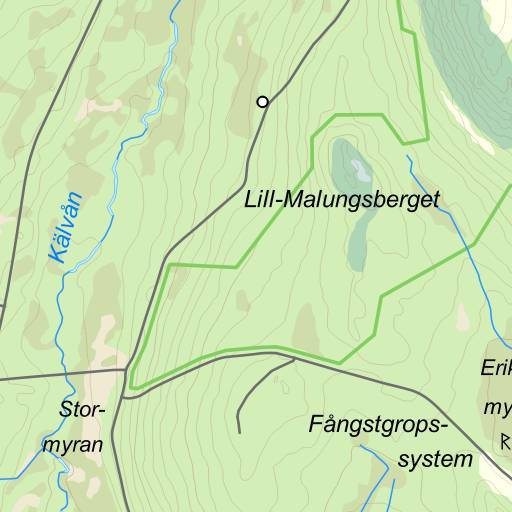 Lill-Malungsberget
Kälvån
Erik
my
Stor-
myran
Fångstgrops-
system